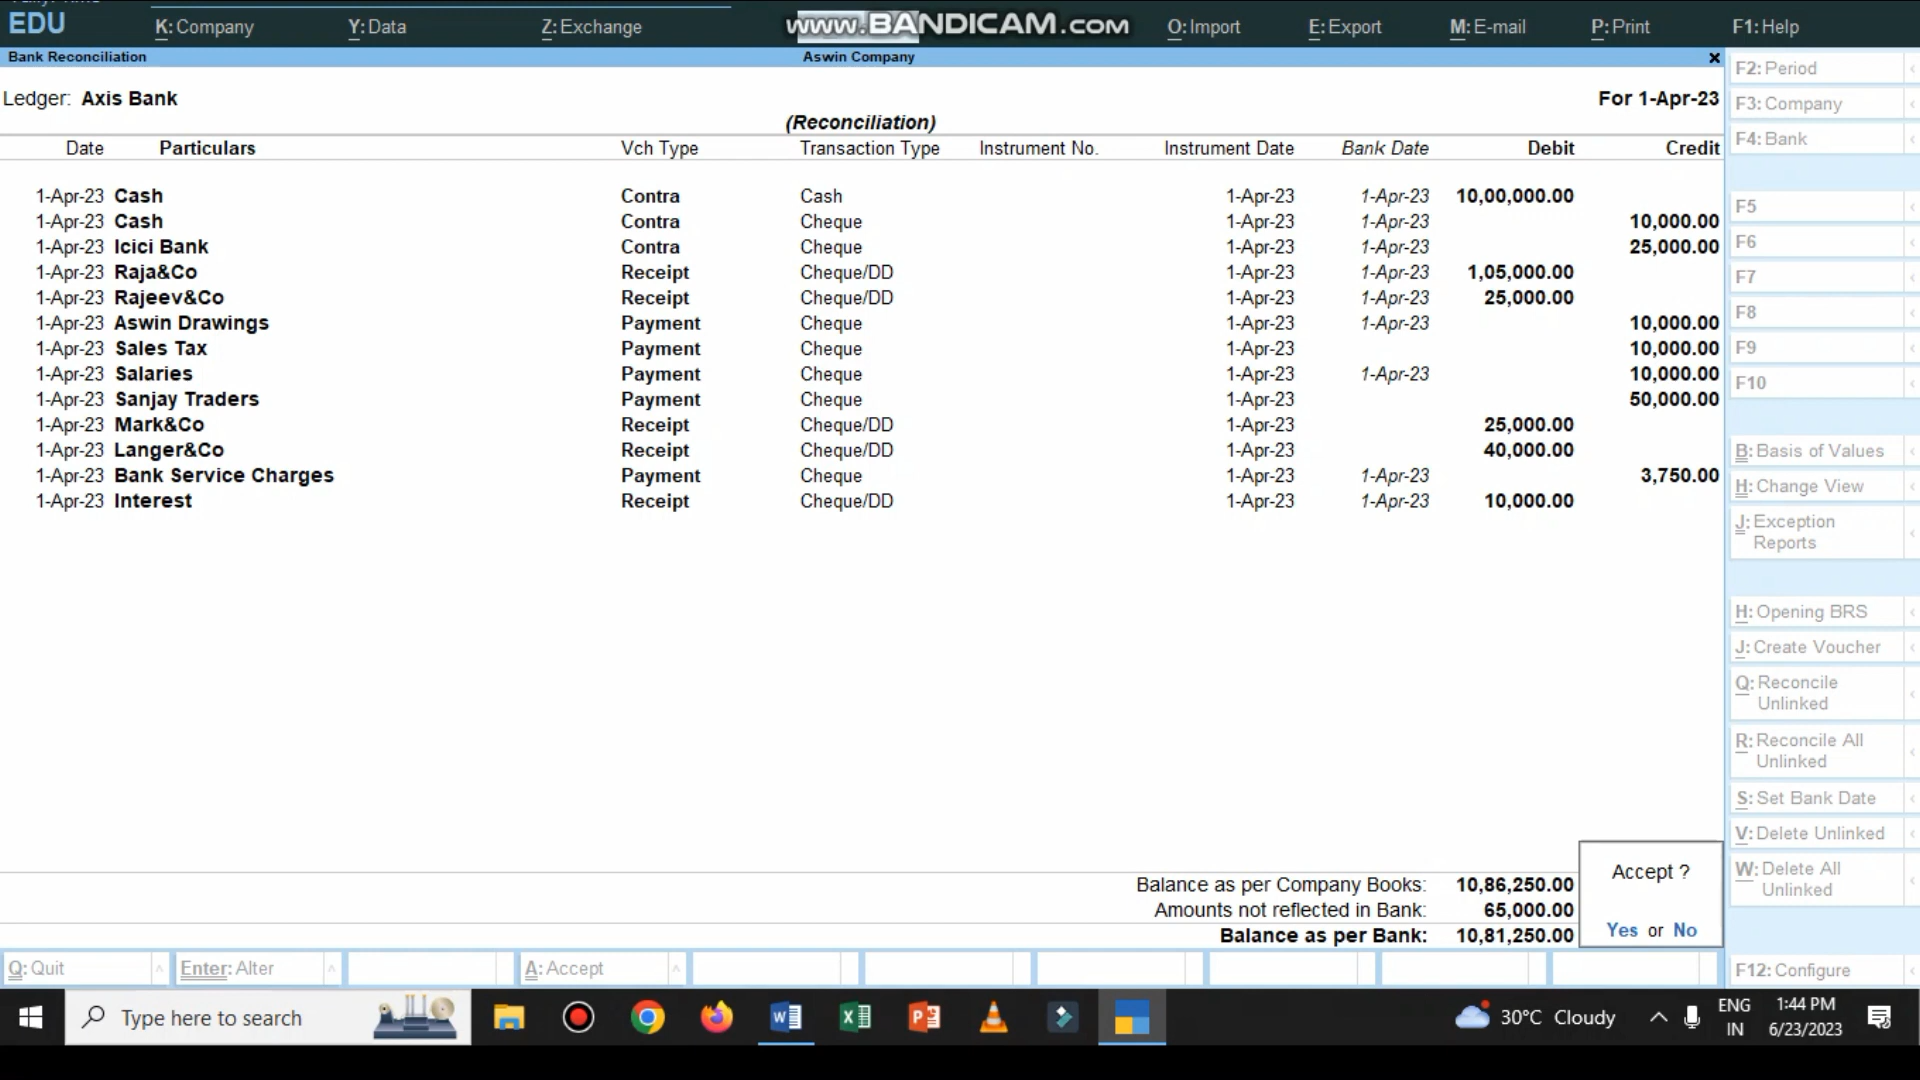 EDU K: Company Y: Data Z: Exchange www.BANDICAM.com O: Import E: Export M: E-mail P: Print F1: Help
Bank Reconciliation Aswin Company
Ledger: Axis Bank For 1-Apr-23
(Reconciliation)
Date Particulars Vch Type Transaction Type Instrument No. Instrument Date Bank Date Debit Credit
1-Apr-23 Cash Contra Cash 1-Apr-23 1-Apr-23 10,00,000.00
1-Apr-23 Cash Contra Cheque 1-Apr-23 1-Apr-23 10,000.00
1-Apr-23 Icici Bank Contra Cheque 1-Apr-23 1-Apr-23 25,000.00
1-Apr-23 Raja&Co Receipt Cheque/DD 1-Apr-23 1-Apr-23 1,05,000.00
1-Apr-23 Rajeev&Co Receipt Cheque/DD 1-Apr-23 1-Apr-23 25,000.00
1-Apr-23 Aswin Drawings Payment Cheque 1-Apr-23 1-Apr-23 10,000.00
1-Apr-23 Sales Tax Payment Cheque 1-Apr-23 10,000.00
1-Apr-23 Salaries Payment Cheque 1-Apr-23 1-Apr-23 10,000.00
1-Apr-23 Sanjay Traders Payment Cheque 1-Apr-23 50,000.00
1-Apr-23 Mark&Co Receipt Cheque/DD 1-Apr-23 25,000.00
1-Apr-23 Langer&Co Receipt Cheque/DD 1-Apr-23 40,000.00
1-Apr-23 Bank Service Charges Payment Cheque 1-Apr-23 1-Apr-23 3,750.00
1-Apr-23 Interest Receipt Cheque/DD 1-Apr-23 1-Apr-23 10,000.00
Balance as per Company Books: 10,86,250.00
Amounts not reflected in Bank: 65,000.00
Balance as per Bank: 10,81,250.00
Accept ?
Yes or No
F2: Period
F3: Company
F4: Bank
F5
F6
F7
F8
F9
F10
B: Basis of Values
H: Change View
J: Exception
Reports
H: Opening BRS
J: Create Voucher
Q: Reconcile
Unlinked
R: Reconcile All
Unlinked
S: Set Bank Date
V: Delete Unlinked
W: Delete All
Unlinked
F12: Configure
Q: Quit Enter: Alter A: Accept
Type here to search 30°C Cloudy
ENG
IN
1:44 PM
6/23/2023